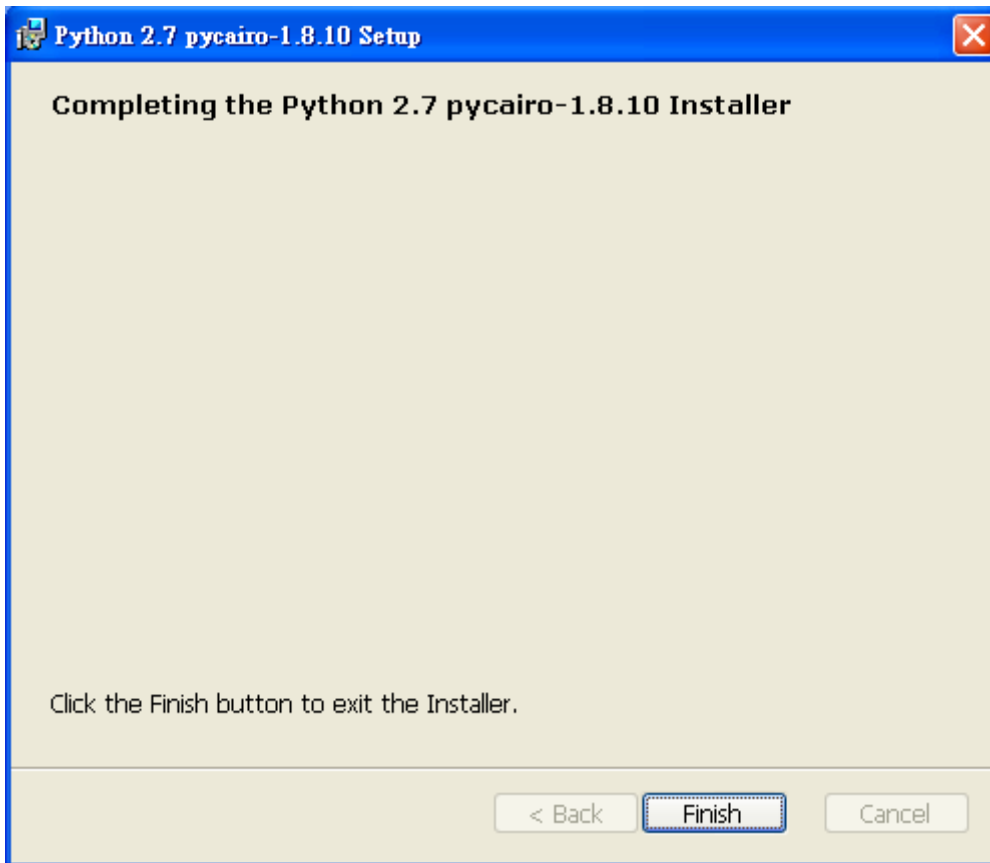 Python 2.7 pycairo-1.8.10 Setup
Completing the Python 2.7 pycairo-1.8.10 Installer
Click the Finish button to exit the Installer.
< Back Finish Cancel